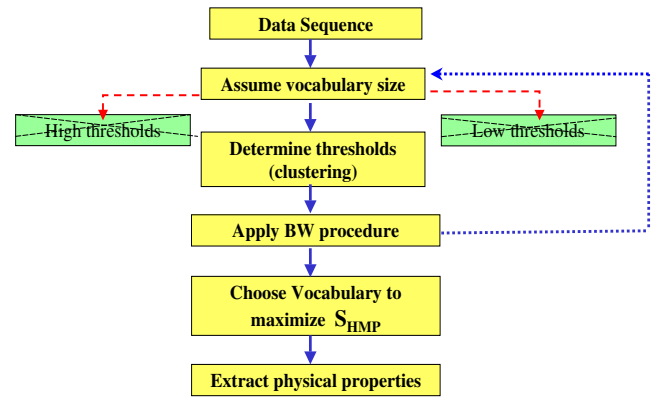 Data Sequence
Assume vocabulary size
High thresholds
Low thresholds
Determine thresholds
(clustering)
Apply BW procedure
Choose Vocabulary to
maximize S_HMP
Extract physical properties